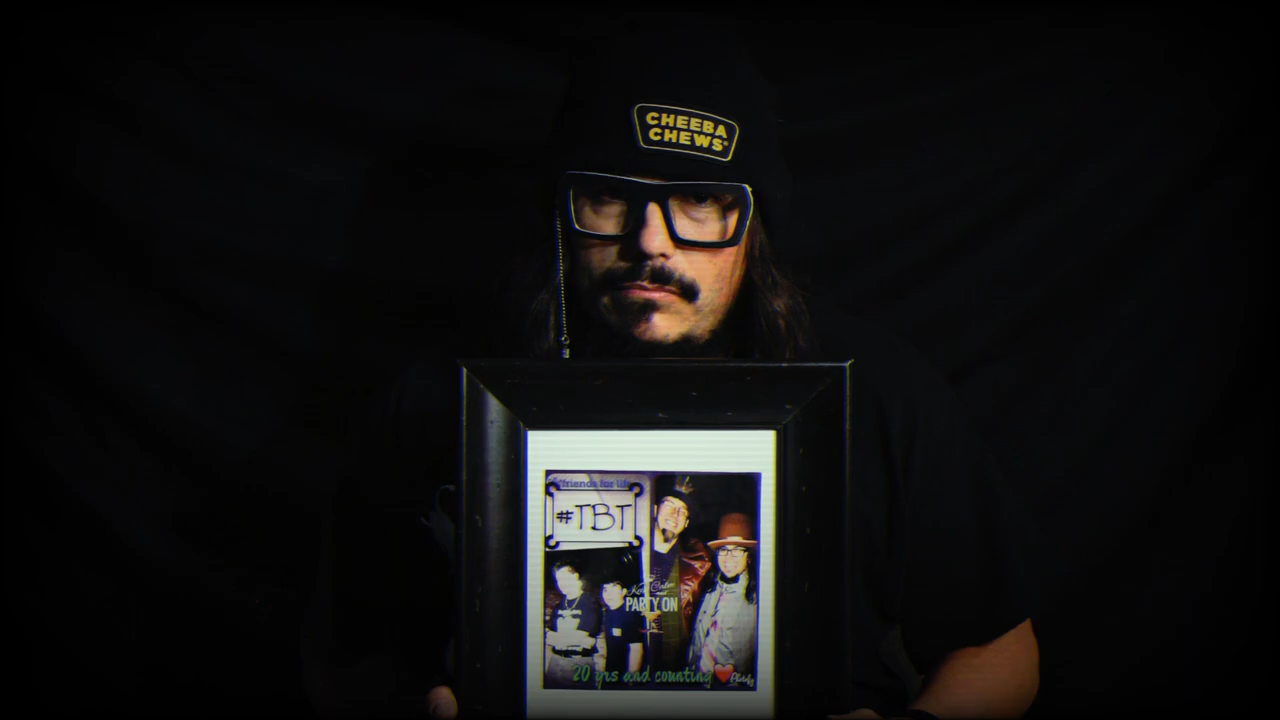 CHEEBA
CHEWS
friends for life
#TBT
PARTY ON
20 yrs and counting